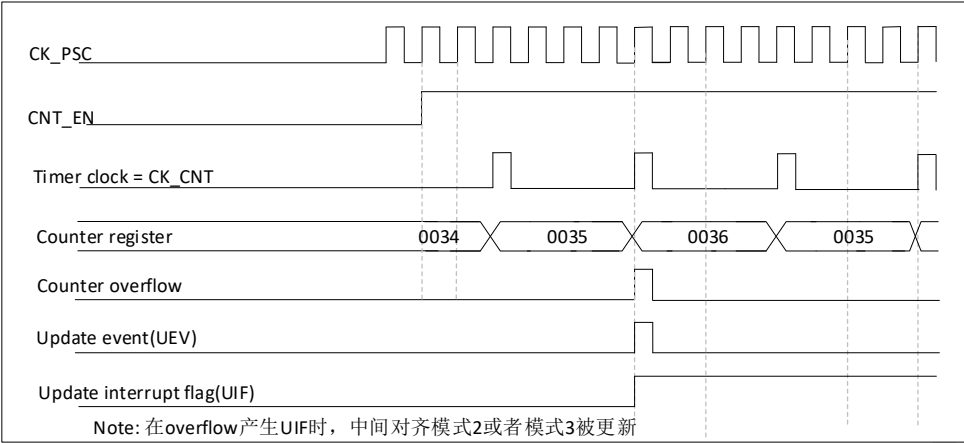 CK_PSC
CNT_EN
Timer clock = CK_CNT
Counter register 0034 0035 0036 0035
Counter overflow
Update event(UEV)
Update interrupt flag(UIF)
Note: 在overflow产生UIF时，中间对齐模式2或者模式3被更新